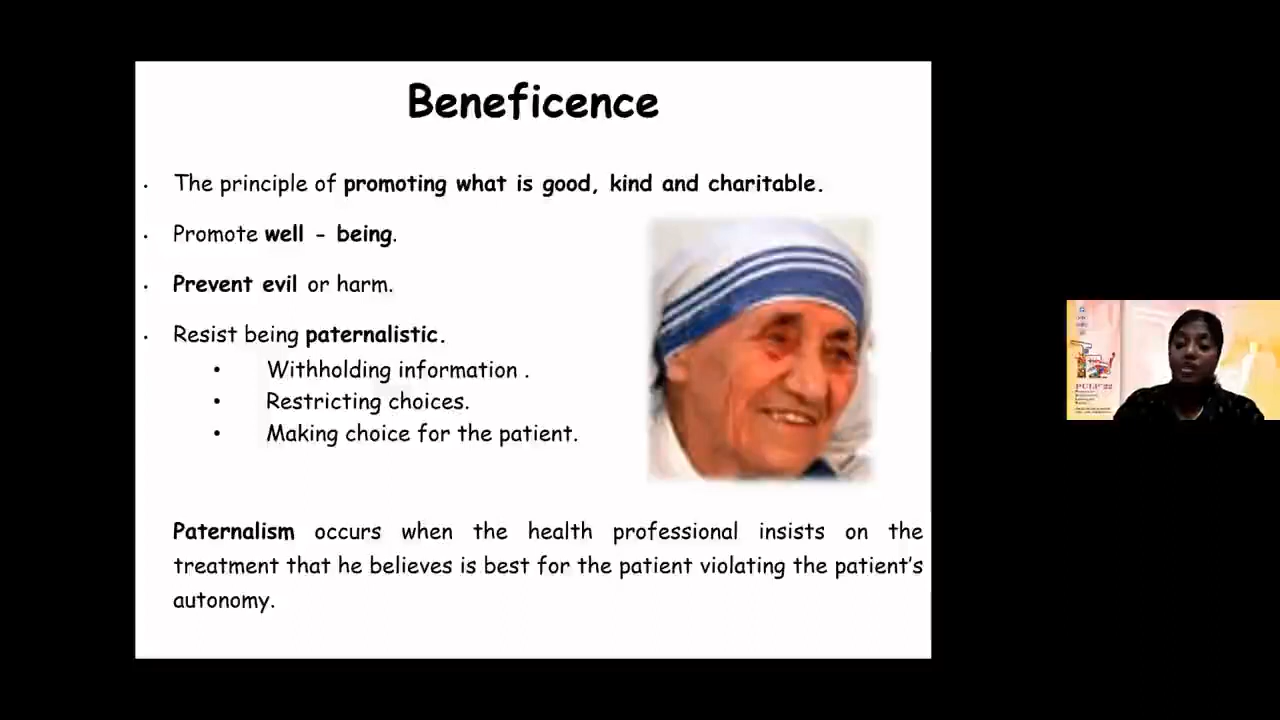 Beneficence
• The principle of promoting what is good, kind and charitable.
• Promote well - being.
• Prevent evil or harm.
• Resist being paternalistic.
• Withholding information .
• Restricting choices.
• Making choice for the patient.
Paternalism occurs when the health professional insists on the
treatment that he believes is best for the patient violating the patient's
autonomy.
PULP'22